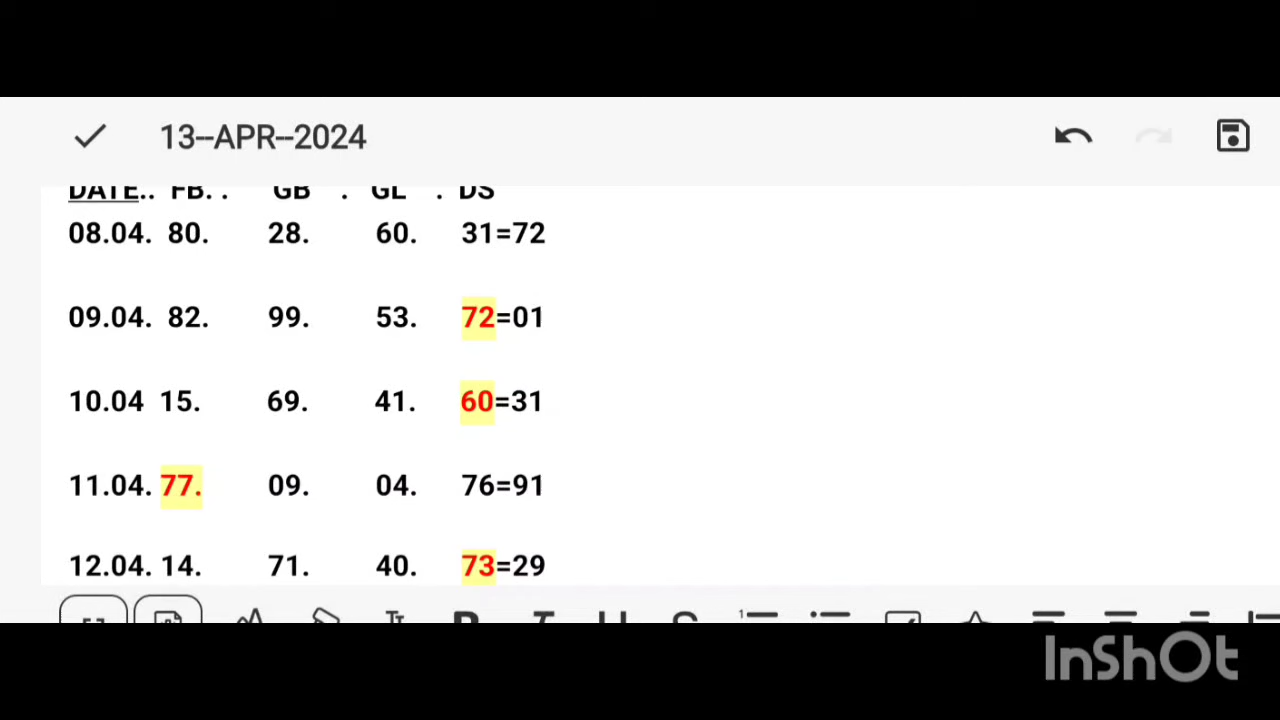 13--APR--2024
DATE.. FB. . GB . GL . DS
08.04. 80. 28. 60. 31=72
09.04. 82. 99. 53. 72=01
10.04 15. 69. 41. 60=31
11.04. 77. 09. 04. 76=91
12.04. 14. 71. 40. 73=29
InShOt